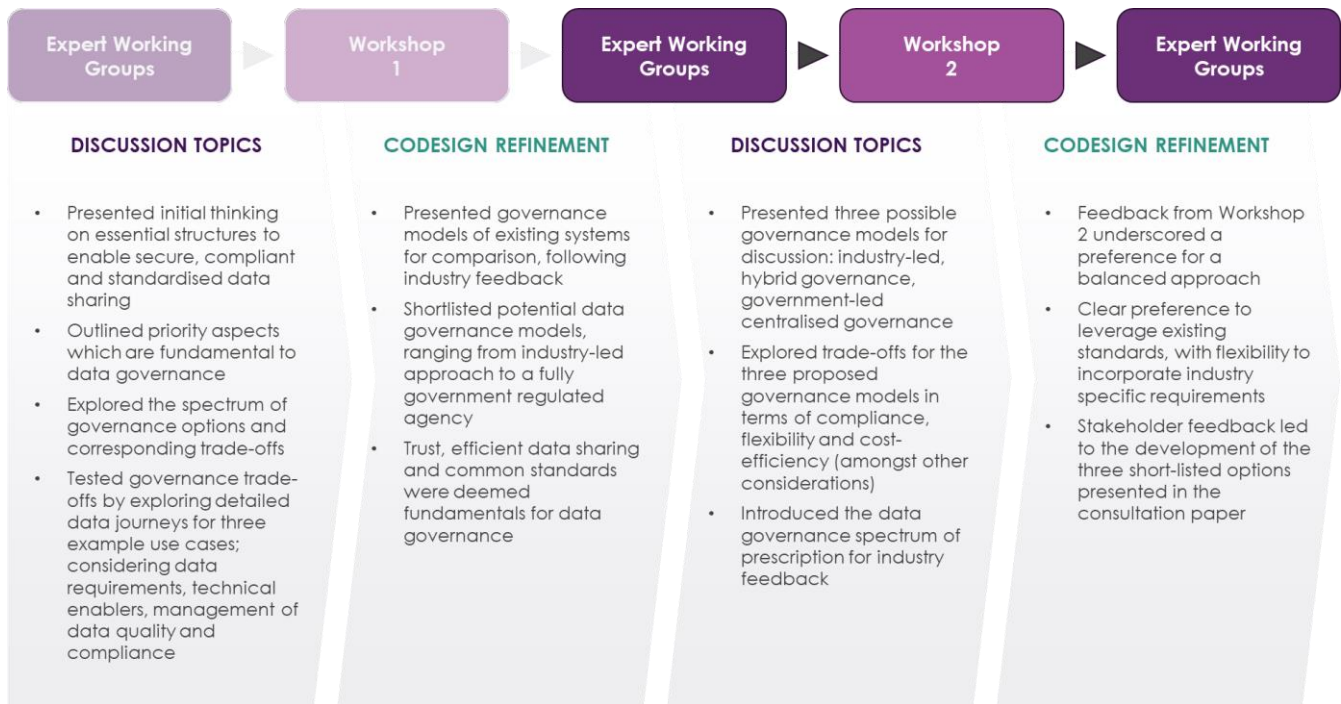 Expert Working
Groups
Workshop
1
Expert Working
Groups
Workshop
2
Expert Working
Groups
DISCUSSION TOPICS
• Presented initial thinking
on essential structures to
enable secure, compliant
and standardised data
sharing
• Outlined priority aspects
which are fundamental to
data governance
• Explored the spectrum of
governance options and
corresponding trade-offs
• Tested governance trade-
offs by exploring detailed
data journeys for three
example use cases;
considering data
requirements, technical
enablers, management of
data quality and
compliance
CODESIGN REFINEMENT
• Presented governance
models of existing systems
for comparison, following
industry feedback
• Shortlisted potential data
governance models,
ranging from industry-led
approach to a fully
government regulated
agency
• Trust, efficient data sharing
and common standards
were deemed
fundamentals for data
governance
DISCUSSION TOPICS
• Presented three possible
governance models for
discussion: industry-led,
hybrid governance,
government-led
centralised governance
• Explored trade-offs for the
three proposed
governance models in
terms of compliance,
flexibility and cost-
efficiency (amongst other
considerations)
• Introduced the data
governance spectrum of
prescription for industry
feedback
CODESIGN REFINEMENT
• Feedback from Workshop
2 underscored a
preference for a
balanced approach
• Clear preference to
leverage existing
standards, with flexibility to
incorporate industry
specific requirements
• Stakeholder feedback led
to the development of the
three short-listed options
presented in the
consultation paper